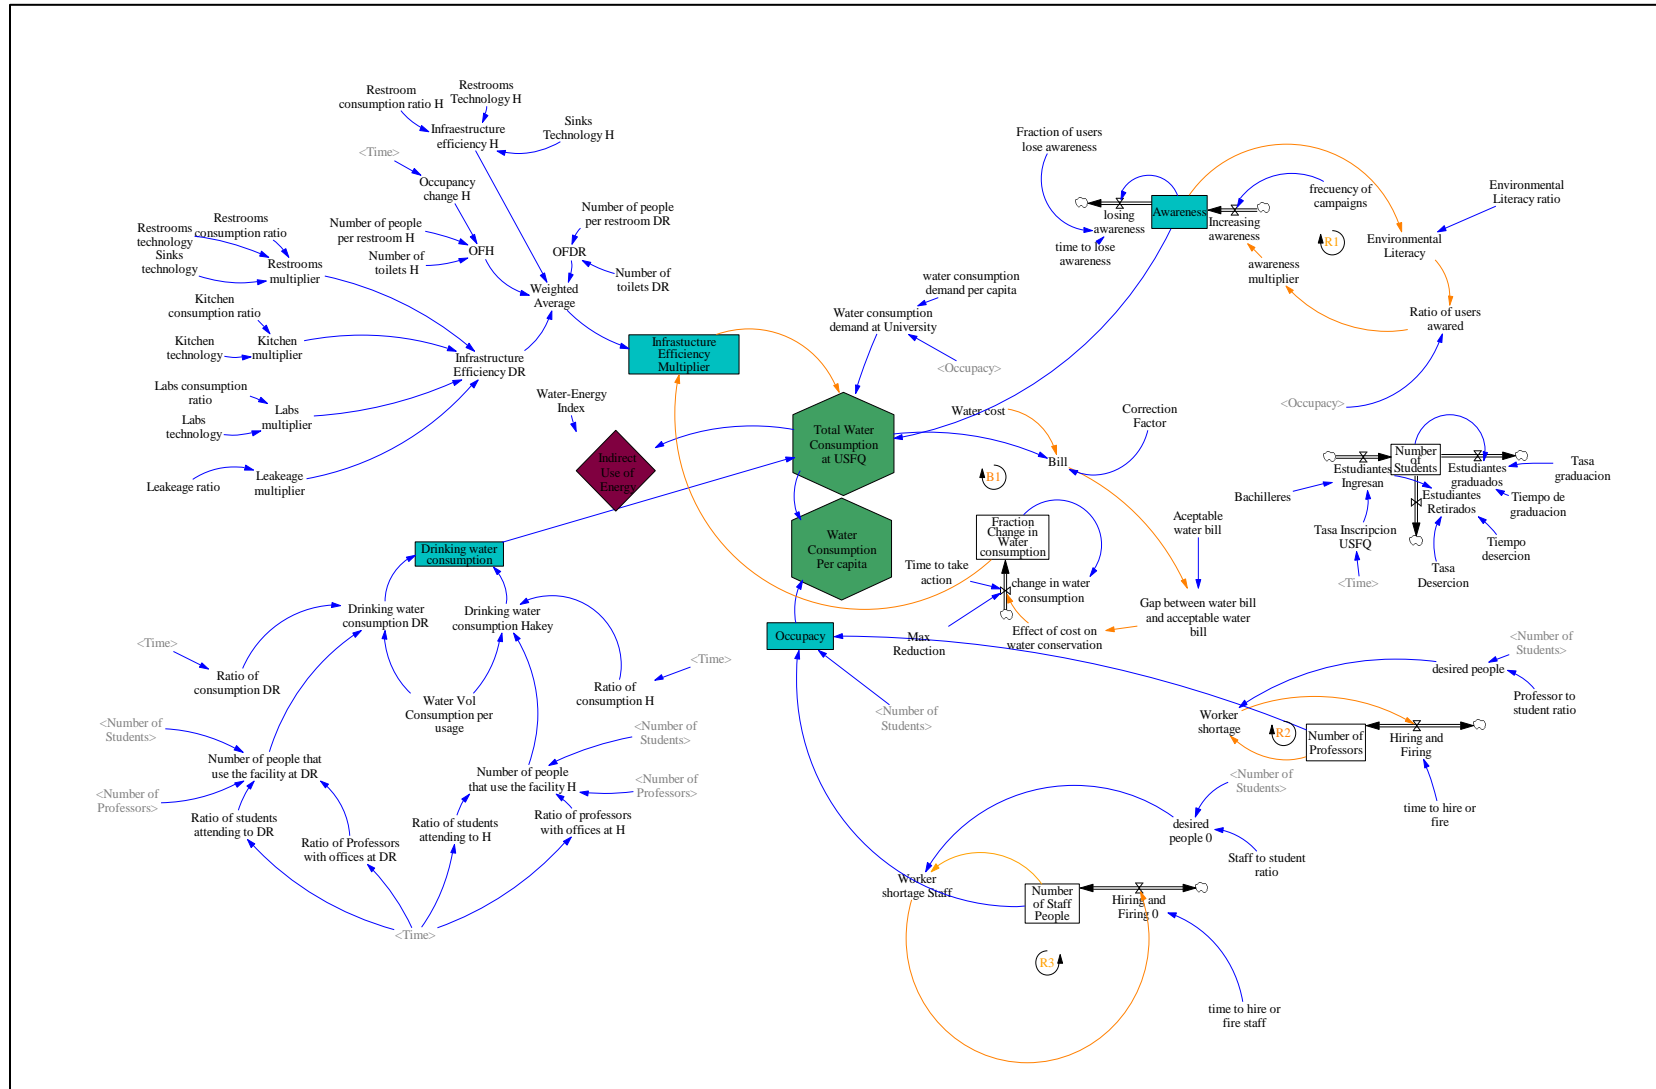 Restroom
consumption ratio H
Restrooms
Technology H
Infraestructure
efficiency H
Sinks
Technology H
<Time>
Occupancy
change H
Number of people
per restroom H
Number of
toilets H
OFH
Number of people
per restroom DR
OFDR
Number of
toilets DR
Weighted
Average
Restrooms
consumption ratio
Restrooms
technology
Sinks
technology
Restrooms
multiplier
Kitchen
consumption ratio
Kitchen
technology
Kitchen
multiplier
Labs consumption
ratio
Labs
technology
Labs
multiplier
Leakeage ratio
Leakeage
multiplier
Infrastructure
Efficiency DR
Infrastucture
Efficiency
Multiplier
Water-Energy
Index
Indirect
Use of
Energy
water consumption
demand per capita
Water consumption
demand at University
<Occupancy>
Total Water
Consumption
at USFQ
Water
Consumption
Per capita
Fraction of users
lose awareness
losing
awareness
time to lose
awareness
Awareness
Increasing
awareness
frecuency of
campaigns
R1
awareness
multiplier
Environmental
Literacy ratio
Environmental
Literacy
Ratio of users
awared
<Occupancy>
Water cost
Correction
Factor
Bill
B1
Aceptable
water bill
Gap between water bill
and acceptable water
bill
Effect of cost on
water conservation
Fraction
Change in
Water
consumption
change in water
consumption
Time to take
action
Max
Reduction
Number
of
Students
Estudiantes
Ingresan
Estudiantes
graduados
Estudiantes
Retirados
Tasa
graduacion
Tiempo de
graduacion
Bachilleres
Tasa Inscripcion
USFQ
<Time>
Tasa
Desercion
Tiempo
desercion
Drinking water
consumption
Drinking water
consumption DR
Drinking water
consumption Hakey
<Time>
Ratio of
consumption DR
Water Vol
Consumption per
usage
Ratio of
consumption H
<Time>
<Number of
Students>
<Number of
Professors>
Number of people that
use the facility at DR
Number of people
that use the facility H
<Number of
Students>
<Number of
Professors>
Ratio of students
attending to DR
Ratio of Professors
with offices at DR
Ratio of students
attending to H
Ratio of professors
with offices at H
<Time>
Occupancy
<Number of
Students>
<Number of
Students>
desired people
Professor to
student ratio
Worker
shortage
R2
Number of
Professors
Hiring and
Firing
time to hire or
fire
<Number of
Students>
desired
people 0
Staff to student
ratio
Worker
shortage Staff
Number
of Staff
People
Hiring and
Firing 0
R3
time to hire or
fire staff